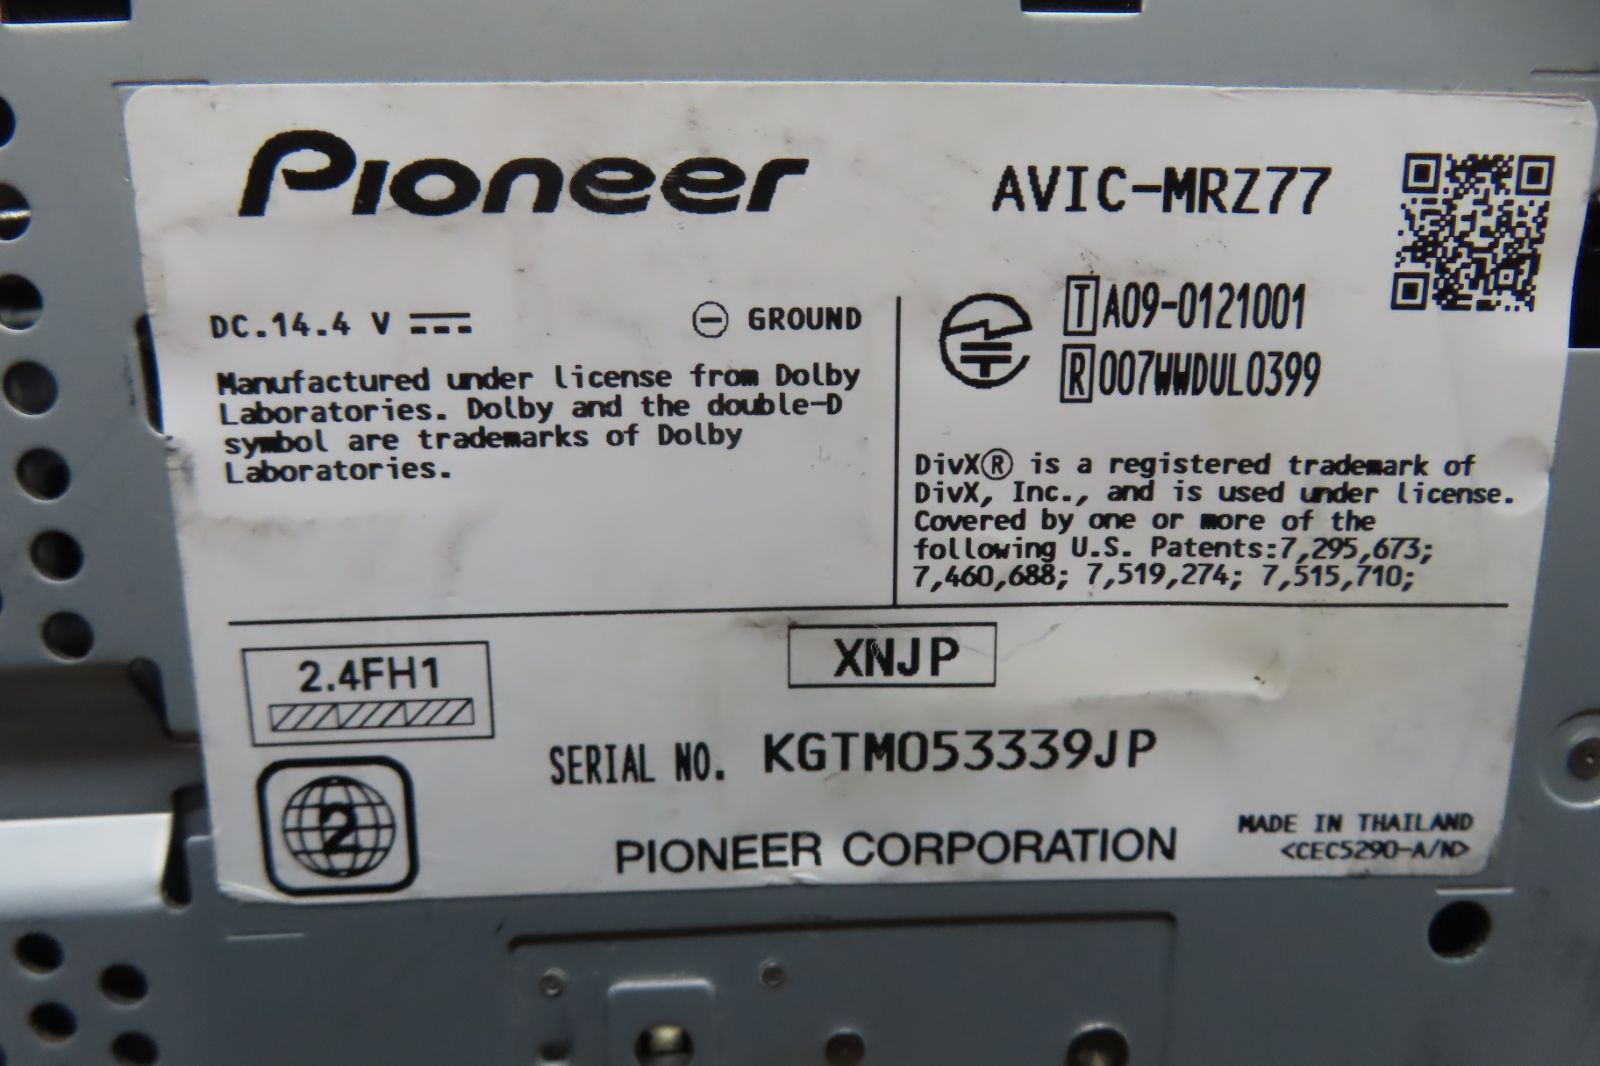 Pioneer
AVIC-MRZ77
DC.14.4 V
GROUND
Manufactured under license from Dolby
Laboratories. Dolby and the double-D
symbol are trademarks of Dolby
Laboratories.
T A09-0121001
R 007WWDUL0399
DivX® is a registered trademark of
DivX, Inc., and is used under license.
Covered by one or more of the
following U.S. Patents:7,295,673;
7,460,688; 7,519,274; 7,515,710;
2.4FH1
XNJP
SERIAL NO. KGTM053339JP
2
PIONEER CORPORATION
MADE IN THAILAND
<CEC5290-A/N>